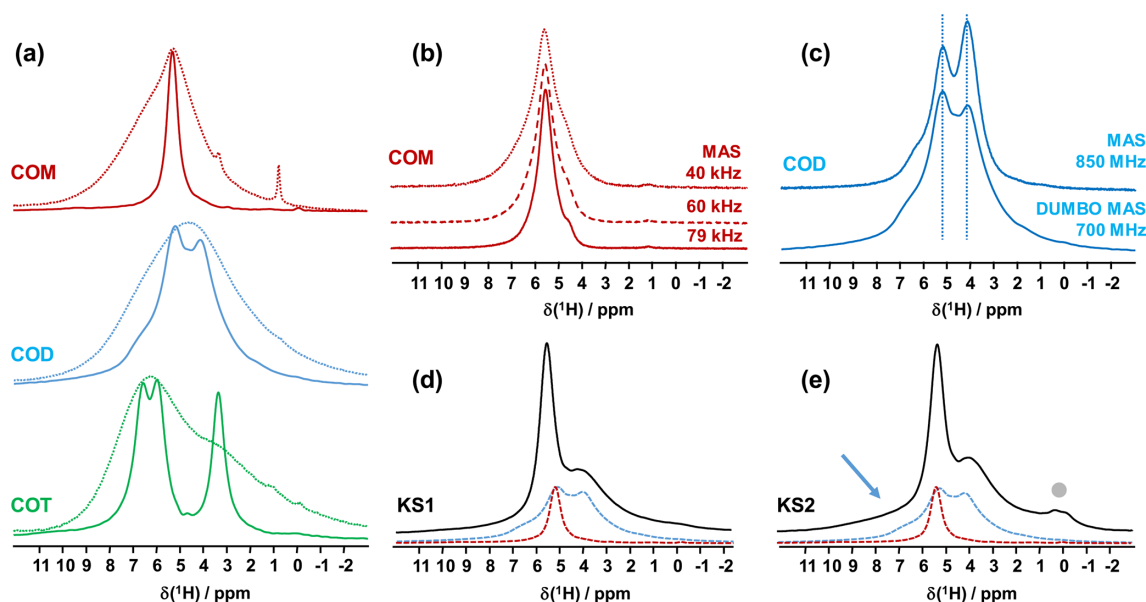 (a)
COM
COD
COT
11 10 9 8 7 6 5 4 3 2 1 0 -1 -2
δ(¹H) / ppm
(b)
COM
MAS
40 kHz
60 kHz
79 kHz
11 10 9 8 7 6 5 4 3 2 1 0 -1 -2
δ(¹H) / ppm
(c)
COD
MAS
850 MHz
DUMBO MAS
700 MHz
11 10 9 8 7 6 5 4 3 2 1 0 -1 -2
δ(¹H) / ppm
(d)
KS1
11 10 9 8 7 6 5 4 3 2 1 0 -1 -2
δ(¹H) / ppm
(e)
KS2
11 10 9 8 7 6 5 4 3 2 1 0 -1 -2
δ(¹H) / ppm